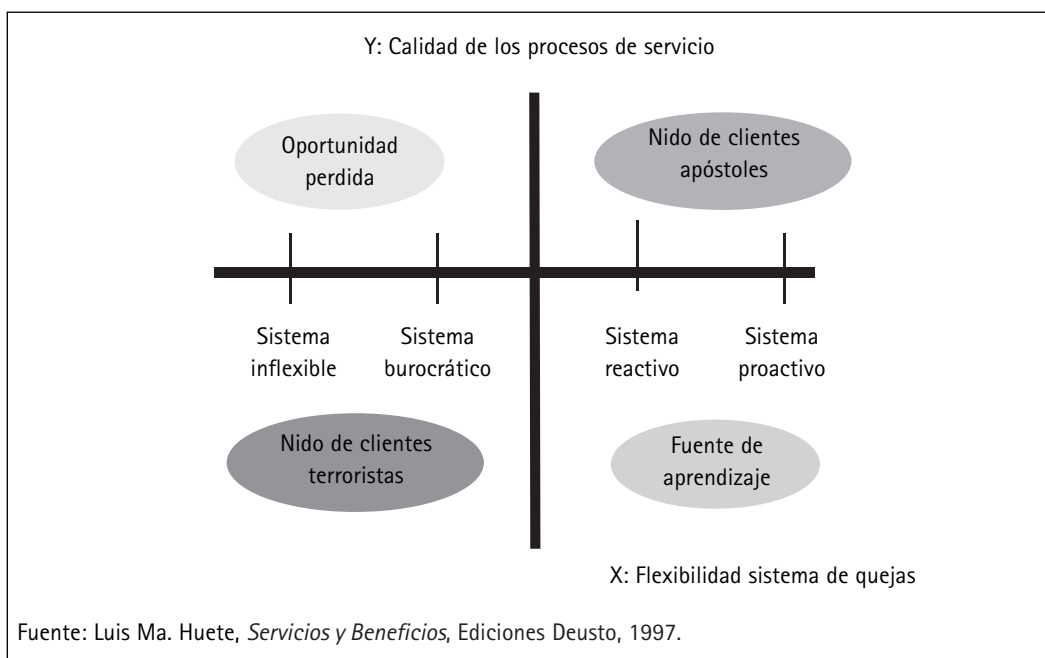 Y: Calidad de los procesos de servicio
Oportunidad
perdida
Nido de clientes
apóstoles
Sistema
inflexible
Sistema
burocrático
Sistema
reactivo
Sistema
proactivo
Nido de clientes
terroristas
Fuente de
aprendizaje
X: Flexibilidad sistema de quejas
Fuente: Luis Ma. Huete, Servicios y Beneficios, Ediciones Deusto, 1997.